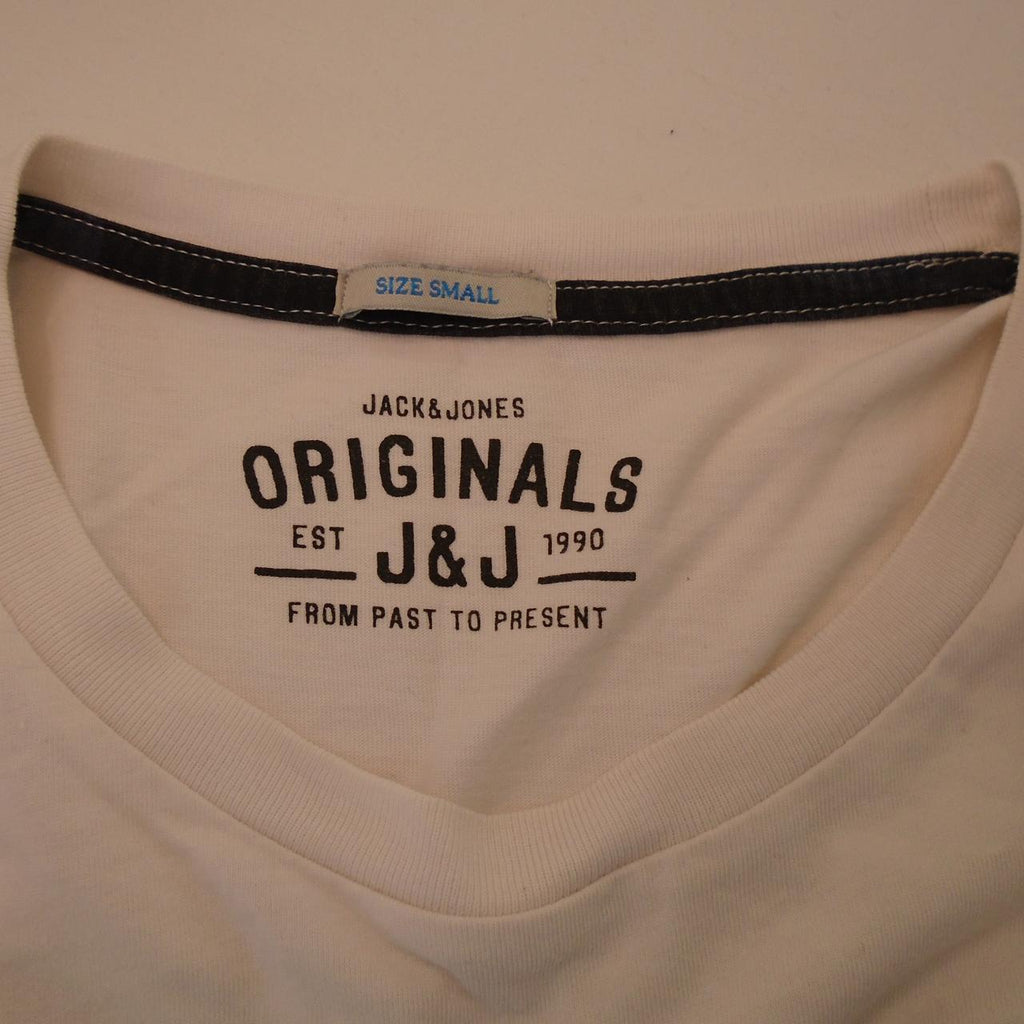 SIZE SMALL
JACK&JONES
ORIGINALS
EST J&J 1990
FROM PAST TO PRESENT